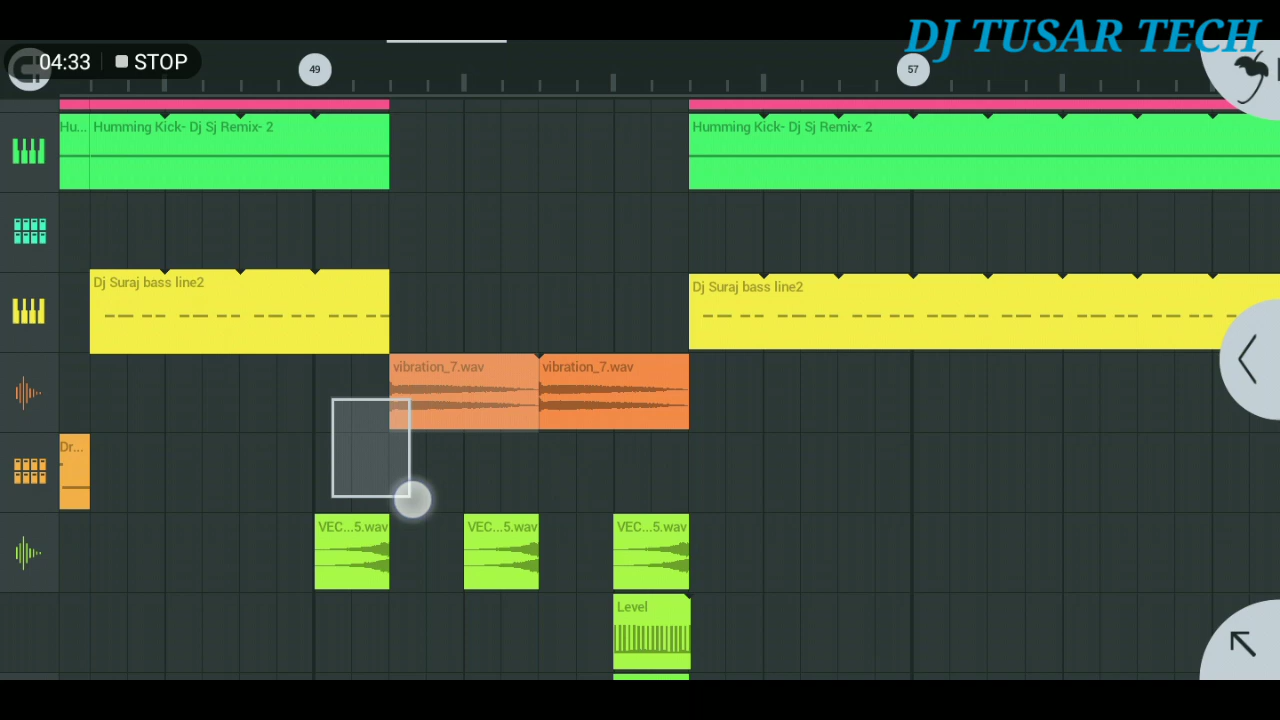 DJ TUSAR TECH
04:33 STOP
49
57
Hu... Humming Kick- Dj Sj Remix- 2
Humming Kick- Dj Sj Remix- 2
Dj Suraj bass line2
Dj Suraj bass line2
vibration_7.wav
vibration_7.wav
Dr...
VEC...5.wav
VEC...5.wav
VEC...5.wav
Level